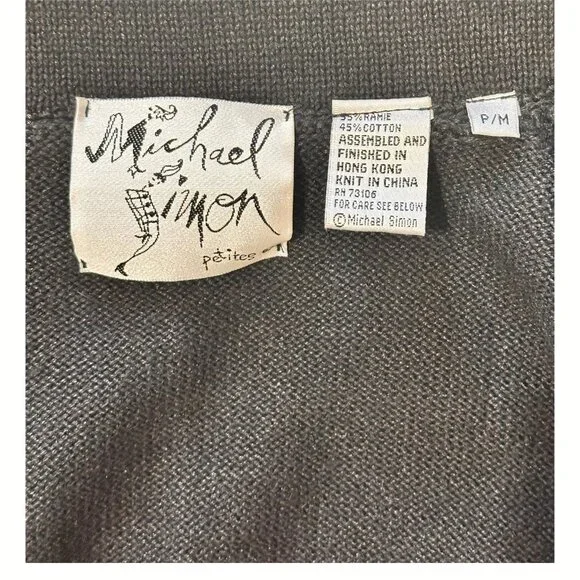 Michael
Simon
petites
55% RAMIE
45% COTTON
ASSEMBLED AND
FINISHED IN
HONG KONG
KNIT IN CHINA
RN 73106
FOR CARE SEE BELOW
©Michael Simon
P/M